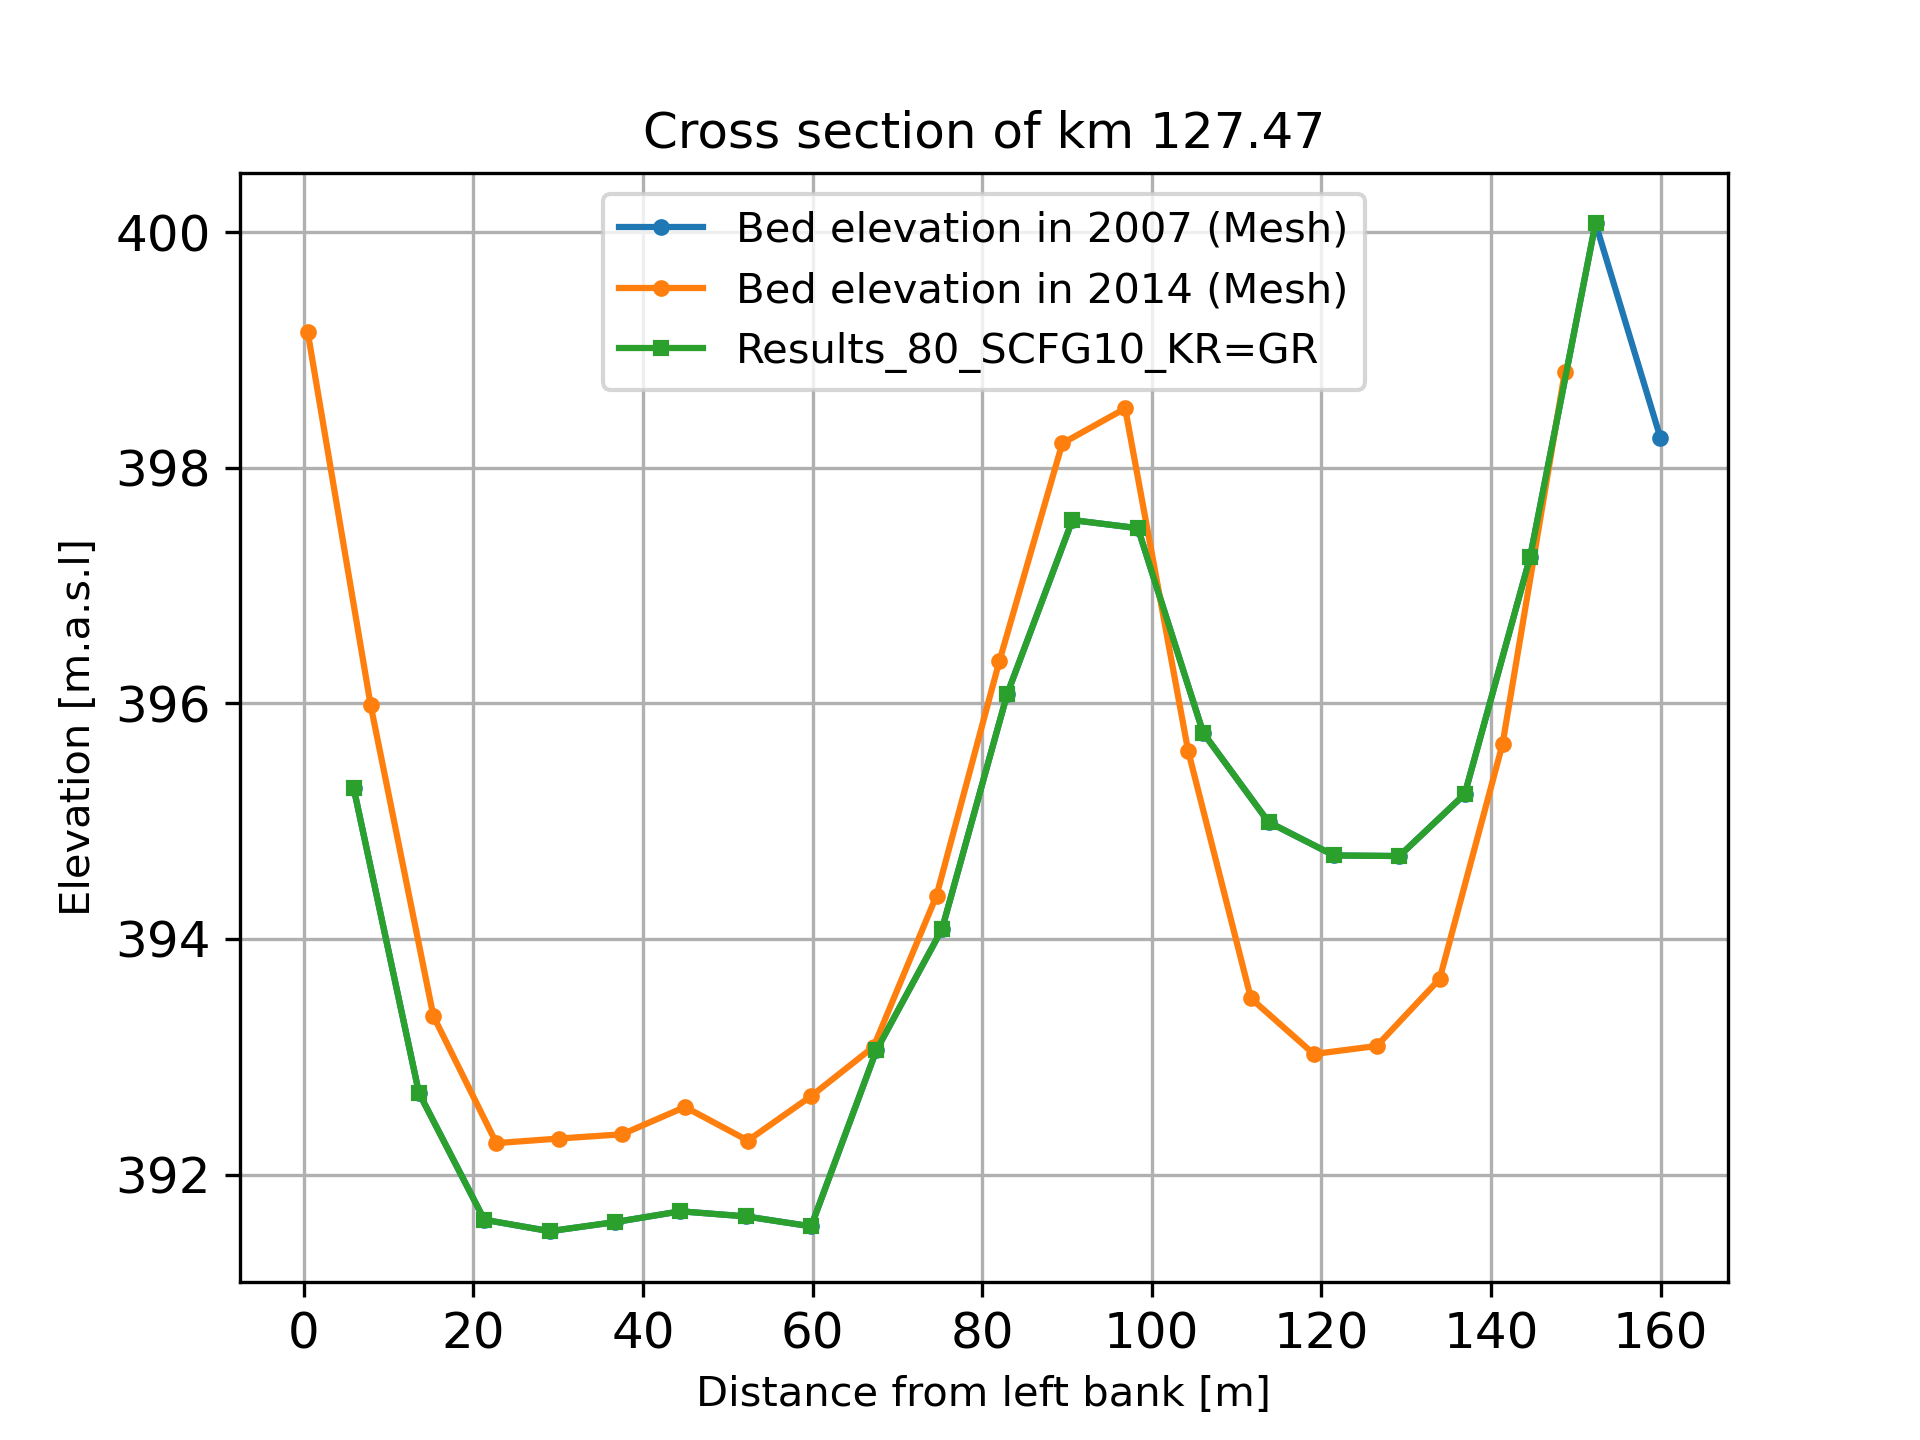 Cross section of km 127.47
Bed elevation in 2007 (Mesh)
Bed elevation in 2014 (Mesh)
Results_80_SCFG10_KR=GR
400
398
396
394
392
Elevation [m.a.s.l]
0 20 40 60 80 100 120 140 160
Distance from left bank [m]